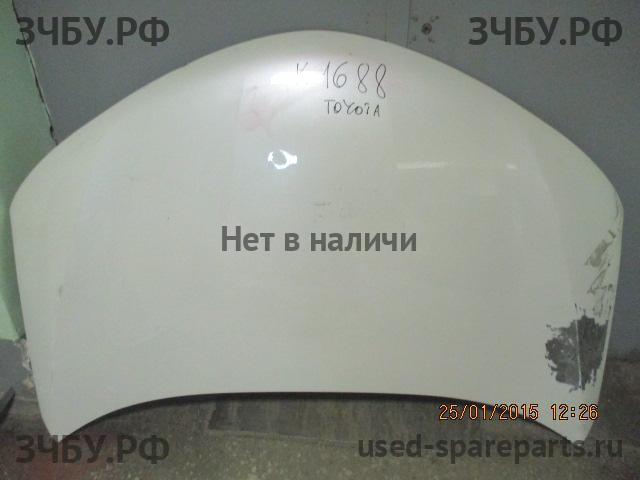 ЗЧБУ.РФ ЗЧБУ.РФ
К 1688
TOYOTA
Нет в наличи
25/01/2015 12:26
ЗЧБУ.РФ used-spareparts.ru